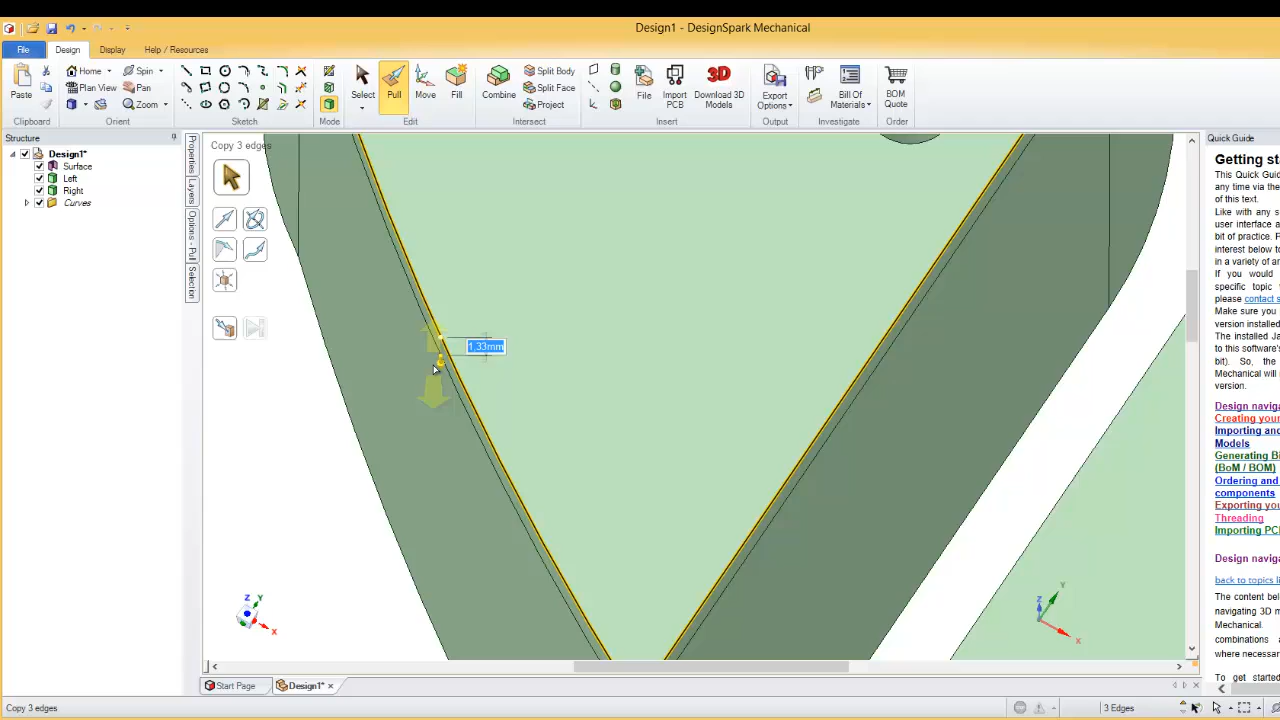 Design1 - DesignSpark Mechanical
File Design Display Help / Resources
Paste
Home
Plan View
Spin
Pan
Zoom
Select Pull Move Fill
Combine
Split Body
Split Face
Project
File Import PCB Download 3D Models
Export Options
Bill Of Materials
BOM Quote
Clipboard Orient Sketch Mode Edit Intersect Insert Output Investigate Order
Structure
Design1*
Surface
Left
Right
Curves
Properties
Layers
Options - Pull
Selection
Copy 3 edges
1,33mm
Z Y X
Z Y X
Quick Guide
Getting sta
This Quick Guid
any time via the
of this text.
Like with any s
user interface a
bit of practice. F
interest below to
in a variety of ar
If you would
specific topic
please contact s
Make sure you
version installed
The installed Ja
to this software's
bit). So, the
Mechanical will
version.
Design naviga
Creating your
Importing and
Models
Generating Bi
(BoM / BOM)
Ordering and
components
Exporting you
Threading
Importing PC
Design naviga
back to topics li
The content bel
navigating 3D m
Mechanical.
combinations a
where necessar
To get started
Start Page Design1*
Copy 3 edges
3 Edges